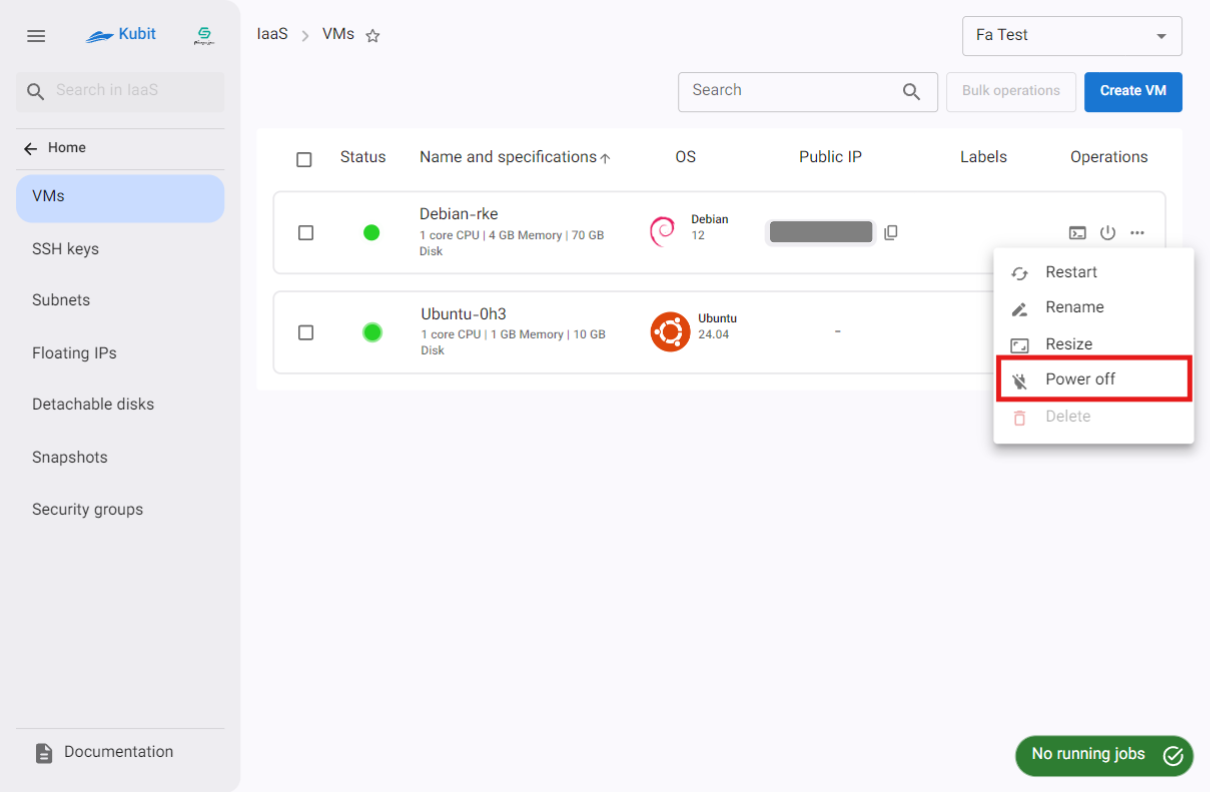 Kubit
IaaS
VMs
Fa Test
Search in IaaS
Search
Bulk operations
Create VM
Home
VMs
SSH keys
Subnets
Floating IPs
Detachable disks
Snapshots
Security groups
Documentation
Status
Name and specifications
OS
Public IP
Labels
Operations
Debian-rke
1 core CPU | 4 GB Memory | 70 GB
Disk
Debian
12
Ubuntu-0h3
1 core CPU | 1 GB Memory | 10 GB
Disk
Ubuntu
24.04
-
Restart
Rename
Resize
Power off
Delete
No running jobs